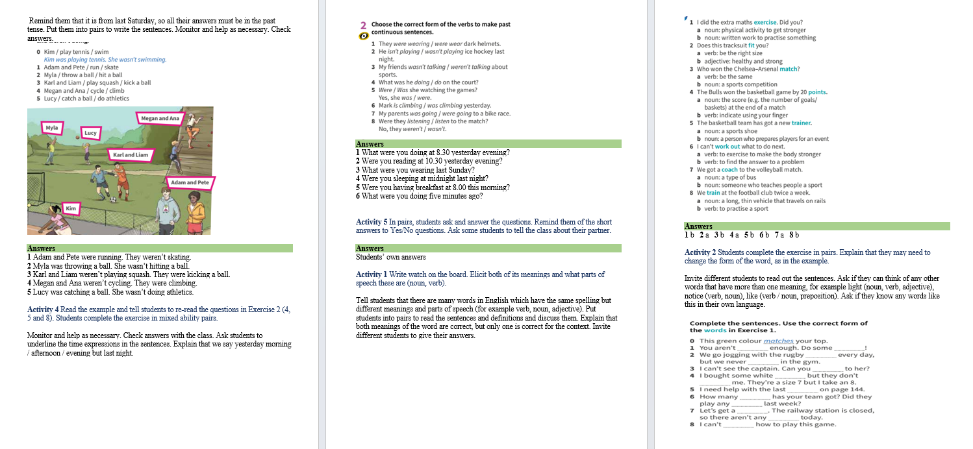 Remind them that it is from last Saturday, so all their answers must be in the past
tense. Put them into pairs to write the sentences. Monitor and help as necessary. Check
answers.
0 Kim / play tennis / swim
Kim was playing tennis. She wasn't swimming.
1 Adam and Pete / run / skate
2 Myla / throw a ball / hit a ball
3 Karl and Liam / play squash / kick a ball
4 Megan and Ana / cycle / climb
5 Lucy / catch a ball / do athletics
Megan and Ana
Myla
Lucy
Karl and Liam
Adam and Pete
Kim
Answers
1 Adam and Pete were running. They weren't skating.
2 Myla was throwing a ball. She wasn't hitting a ball.
3 Karl and Liam weren't playing squash. They were kicking a ball.
4 Megan and Ana weren't cycling. They were climbing.
5 Lucy was catching a ball. She wasn't doing athletics.
Activity 4 Read the example and tell students to re-read the questions in Exercise 2 (4,
5 and 8). Students complete the exercise in mixed ability pairs.
Monitor and help as necessary. Check answers with the class. Ask students to
underline the time expressions in the sentences. Explain that we say yesterday morning
/ afternoon / evening but last night.
2 Choose the correct form of the verbs to make past
continuous sentences.
1 They were wearing / were wear dark helmets.
2 He isn't playing / wasn't playing ice hockey last
night.
3 My friends wasn't talking / weren't talking about
sports.
4 What was he doing / do on the court?
5 Were / Was she watching the games?
Yes, she was / were.
6 Mark is climbing / was climbing yesterday.
7 My parents was going / were going to a bike race.
8 Were they listening / listen to the match?
No, they weren't / wasn't.
Answers
1 What were you doing at 8.30 yesterday evening?
2 Were you reading at 10.30 yesterday evening?
3 What were you wearing last Sunday?
4 Were you sleeping at midnight last night?
5 Were you having breakfast at 8.00 this morning?
6 What were you doing five minutes ago?
Activity 5 In pairs, students ask and answer the questions. Remind them of the short
answers to Yes/No questions. Ask some students to tell the class about their partner.
Answers
Students' own answers
Activity 1 Write watch on the board. Elicit both of its meanings and what parts of
speech these are (noun, verb).
Tell students that there are many words in English which have the same spelling but
different meanings and parts of speech (for example verb, noun, adjective). Put
students into pairs to read the sentences and definitions and discuss them. Explain that
both meanings of the word are correct, but only one is correct for the context. Invite
different students to give their answers.
1 I did the extra maths exercise. Did you?
a noun: physical activity to get stronger
b noun: written work to practise something
2 Does this tracksuit fit you?
a verb: be the right size
b adjective: healthy and strong
3 Who won the Chelsea–Arsenal match?
a verb: be the same
b noun: a sports competition
4 The Bulls won the basketball game by 20 points.
a noun: the score (e.g. the number of goals/
baskets) at the end of a match
b verb: indicate using your finger
5 The basketball team has got a new trainer.
a noun: a sports shoe
b noun: a person who prepares players for an event
6 I can't work out what to do next.
a verb: to exercise to make the body stronger
b verb: to find the answer to a problem
7 We got a coach to the volleyball match.
a noun: a type of bus
b noun: someone who teaches people a sport
8 We train at the football club twice a week.
a noun: a long, thin vehicle that travels on rails
b verb: to practise a sport
Answers
1 b 2 a 3 b 4 a 5 b 6 b 7 a 8 b
Activity 2 Students complete the exercise in pairs. Explain that they may need to
change the form of the word, as in the example.
Invite different students to read out the sentences. Ask if they can think of any other
words that have more than one meaning, for example light (noun, verb, adjective),
notice (verb, noun), like (verb / noun, preposition). Ask if they know any words like
this in their own language.
Complete the sentences. Use the correct form of
the words in Exercise 1.
0 This green colour matches your top.
1 You aren't ________ enough. Do some ________!
2 We go jogging with the rugby ________ every day,
but we never ________ in the gym.
3 I can't see the captain. Can you ________ to her?
4 I bought some white ________ but they don't
________ me. They're a size 7 but I take an 8.
5 I need help with the last ________ on page 144.
6 How many ________ has your team got? Did they
play any ________ last week?
7 Let's get a ________. The railway station is closed,
so there aren't any ________ today.
8 I can't ________ how to play this game.